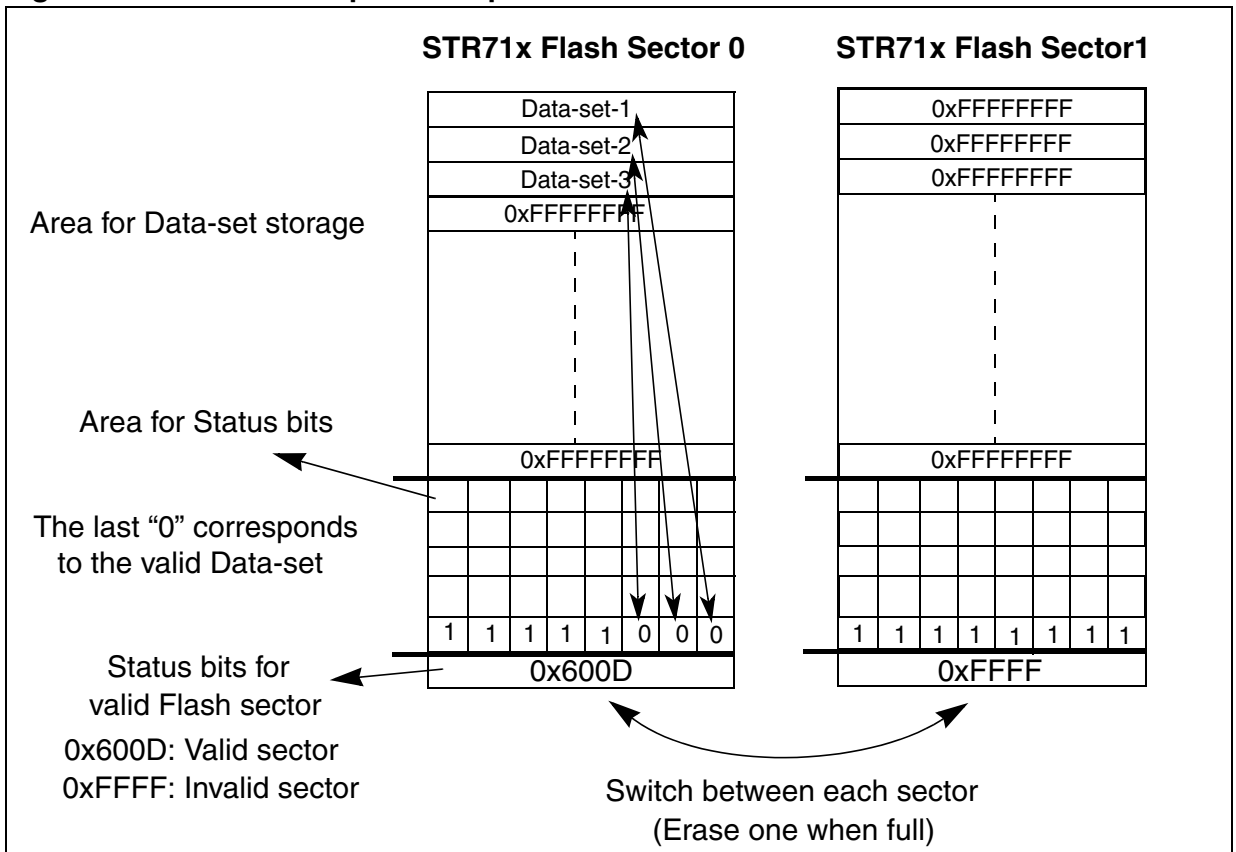 STR71x Flash Sector 0
STR71x Flash Sector1
Data-set-1
Data-set-2
Data-set-3
0xFFFFFFFF
0xFFFFFFFF
0xFFFFFFFF
0xFFFFFFFF
Area for Data-set storage
Area for Status bits
0xFFFFFFFF
0xFFFFFFFF
The last “0” corresponds
to the valid Data-set
1 1 1 1 1 0 0 0
1 1 1 1 1 1 1 1
0x600D
0xFFFF
Status bits for
valid Flash sector
0x600D: Valid sector
0xFFFF: Invalid sector
Switch between each sector
(Erase one when full)